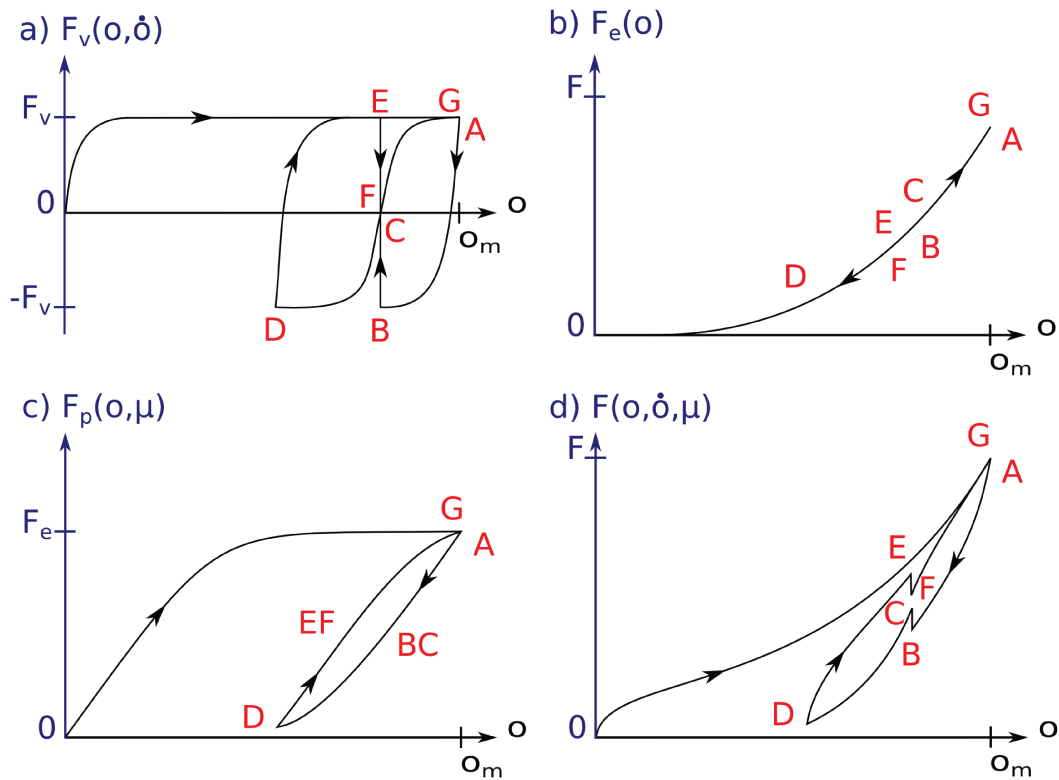 a) Fᵥ(o,ȯ)
Fᵥ
0
-Fᵥ
E
G
A
F
C
D
B
o
oₘ
b) Fₑ(o)
F
0
G
A
C
E
B
D
F
o
oₘ
c) Fₚ(o,μ)
Fₑ
0
G
A
EF
BC
D
o
oₘ
d) F(o,ȯ,μ)
F
0
G
A
E
F
C
B
D
o
oₘ